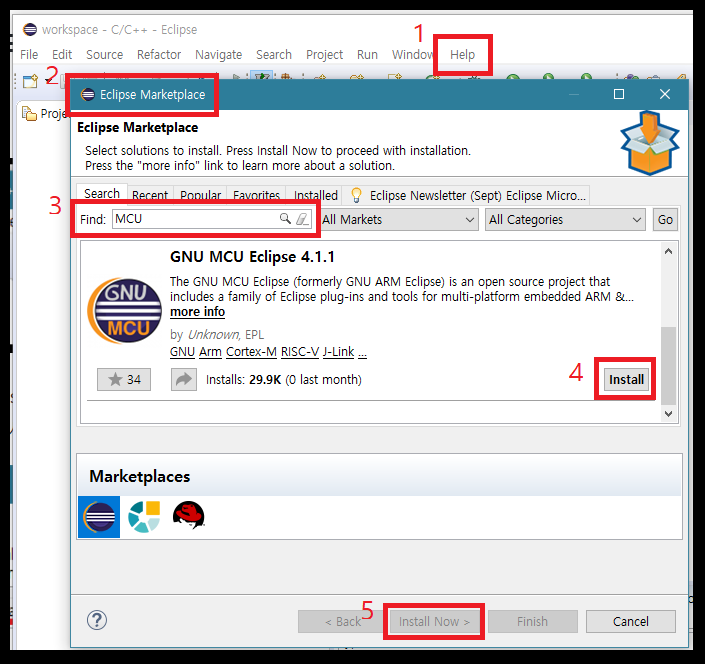 workspace - C/C++ - Eclipse
1
File Edit Source Refactor Navigate Search Project Run Window Help
2
Eclipse Marketplace
Eclipse Marketplace
Select solutions to install. Press Install Now to proceed with installation.
Press the "more info" link to learn more about a solution.
Search Recent Popular Favorites Installed Eclipse Newsletter (Sept) Eclipse Micro...
3
Find: MCU All Markets All Categories Go
GNU MCU Eclipse 4.1.1
The GNU MCU Eclipse (formerly GNU ARM Eclipse) is an open source project that
includes a family of Eclipse plug-ins and tools for multi-platform embedded ARM &...
more info
GNU
MCU
by Unknown, EPL
GNU Arm Cortex-M RISC-V J-Link ...
34 Installs: 29.9K (0 last month)
4
Install
Marketplaces
5
? < Back Install Now > Finish Cancel